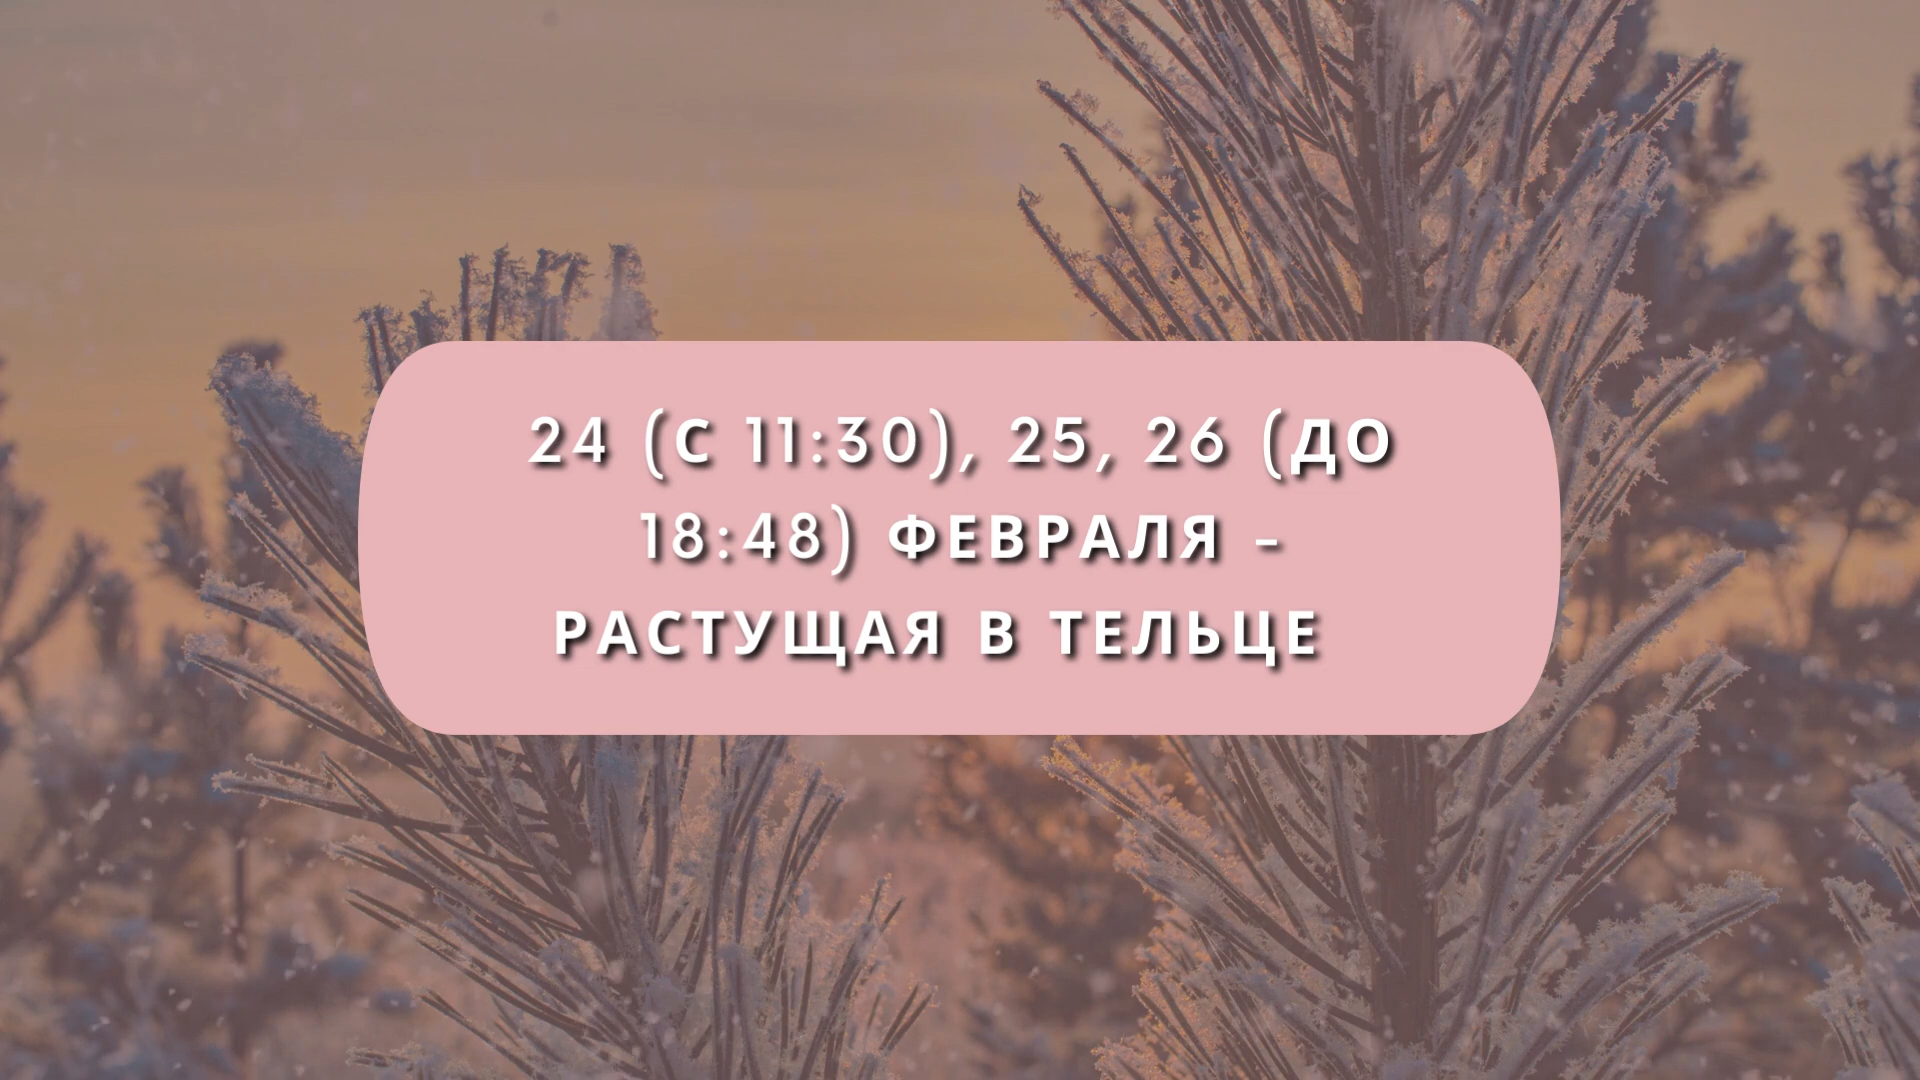 24 (С 11:30), 25, 26 (ДО
18:48) ФЕВРАЛЯ –
РАСТУЩАЯ В ТЕЛЬЦЕ